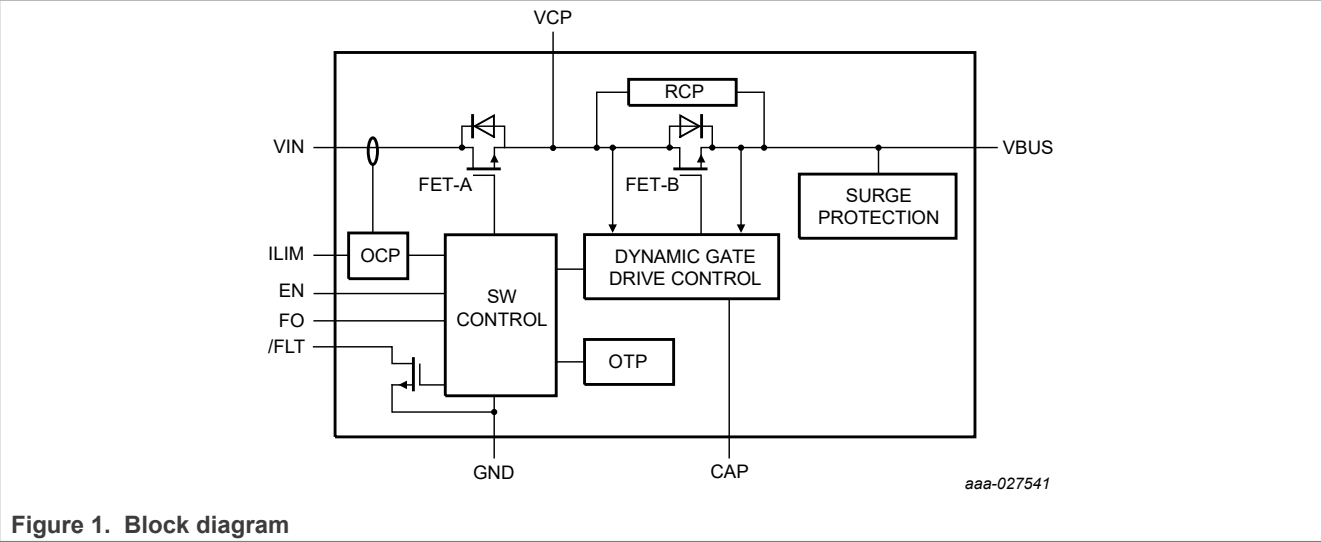 VCP
RCP
VIN
VBUS
FET-A
FET-B
SURGE
PROTECTION
ILIM
OCP
DYNAMIC GATE
DRIVE CONTROL
EN
SW
CONTROL
FO
/FLT
OTP
GND
CAP
aaa-027541
Figure 1. Block diagram